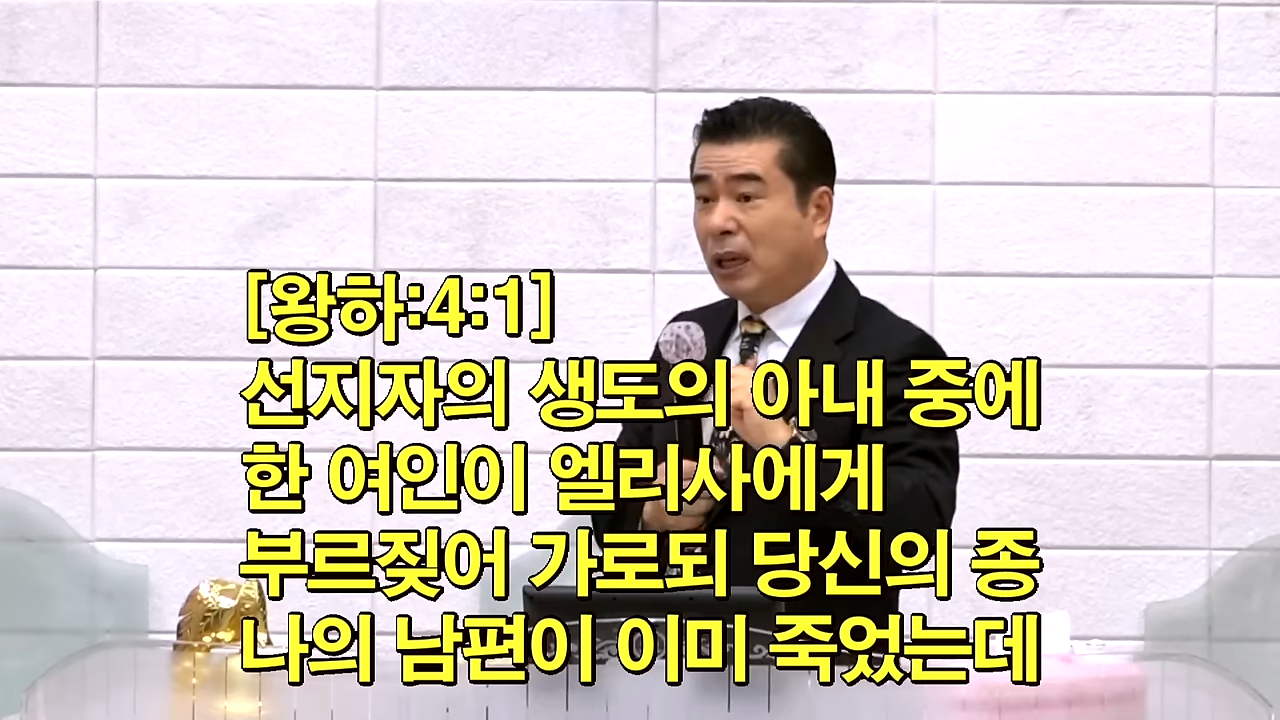 [왕하:4:1]
선지자의 생도의 아내 중에
한 여인이 엘리사에게
부르짖어 가로되 당신의 종
나의 남편이 이미 죽었는데